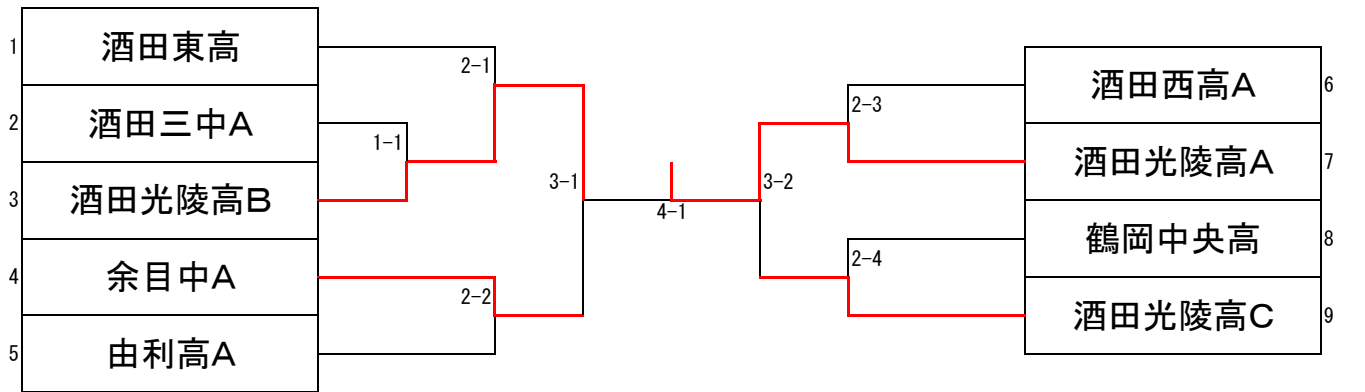 1 酒田東高
2 酒田三中A
3 酒田光陵高B
4 余目中A
5 由利高A
2-1
1-1
3-1
2-2
4-1
3-2
2-3
2-4
酒田西高A 6
酒田光陵高A 7
鶴岡中央高 8
酒田光陵高C 9